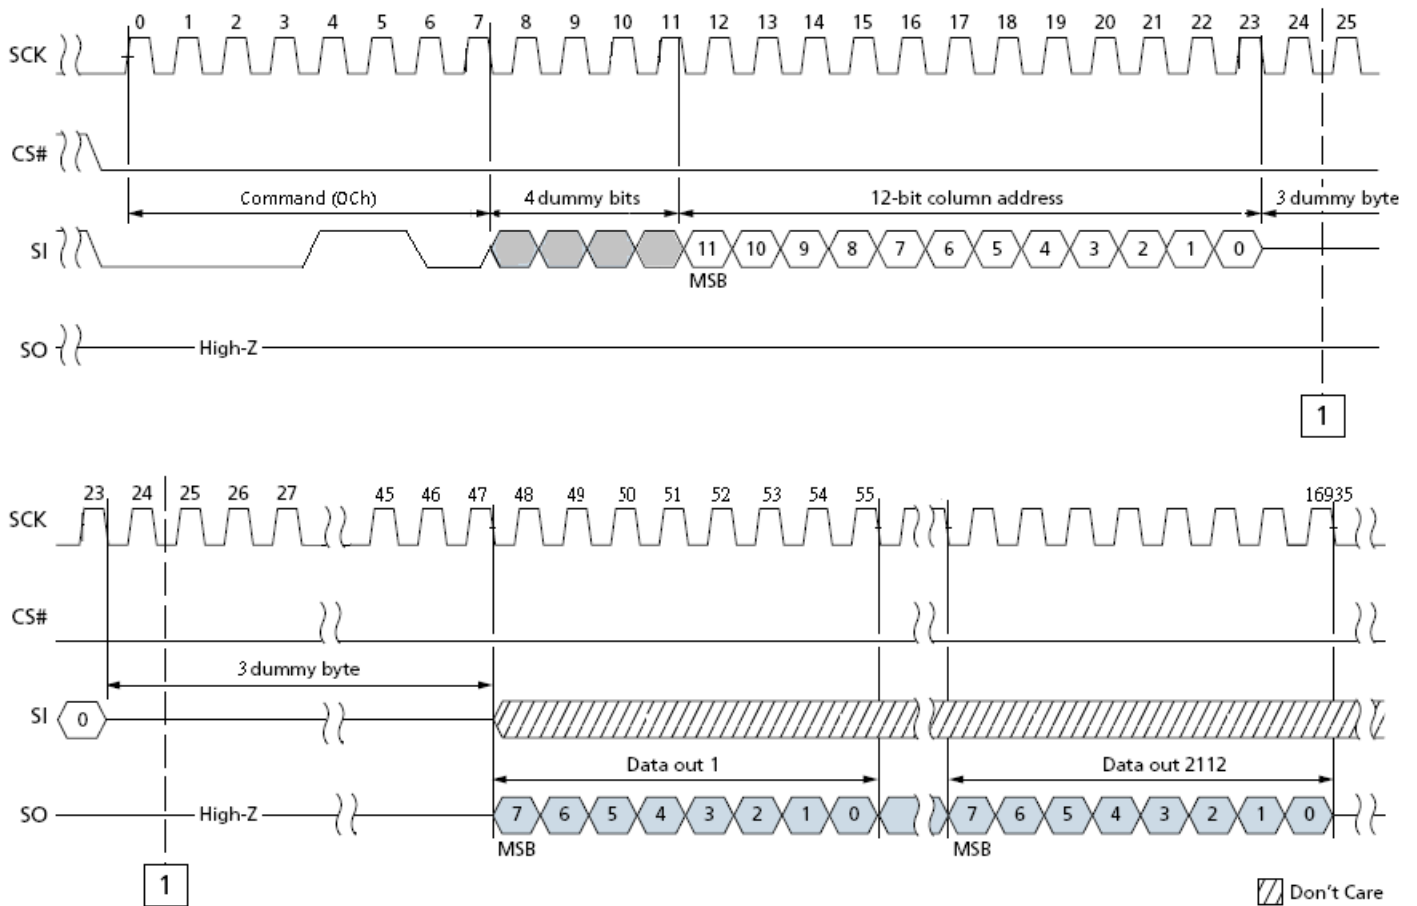 0 1 2 3 4 5 6 7 8 9 10 11 12 13 14 15 16 17 18 19 20 21 22 23 24 25
SCK
CS#
Command (0Ch) 4 dummy bits 12-bit column address 3 dummy byte
SI 11 10 9 8 7 6 5 4 3 2 1 0
MSB
SO High-Z
1
23 24 25 26 27 45 46 47 48 49 50 51 52 53 54 55 16935
SCK
CS#
3 dummy byte
SI 0
Data out 1 Data out 2112
SO High-Z 7 6 5 4 3 2 1 0 7 6 5 4 3 2 1 0
MSB MSB
1
Don't Care